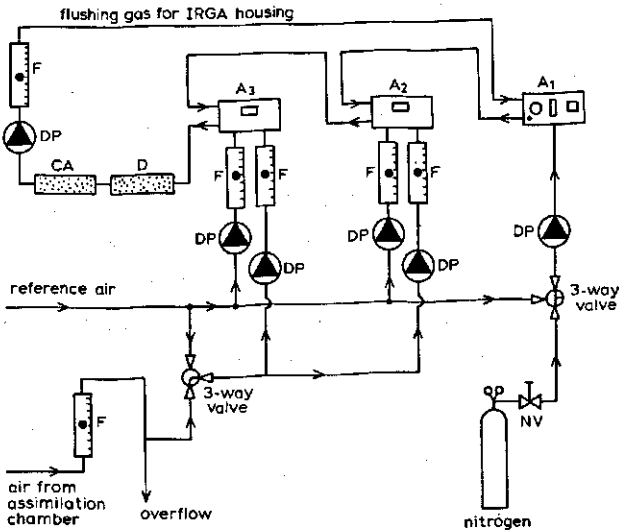 flushing gas for IRGA housing
F
A3
A2
A1
DP
CA
D
F
F
F
F
DP
DP
DP
DP
DP
reference air
3-way
valve
3-way
valve
F
NV
air from
assimilation
chamber
overflow
nitrogen